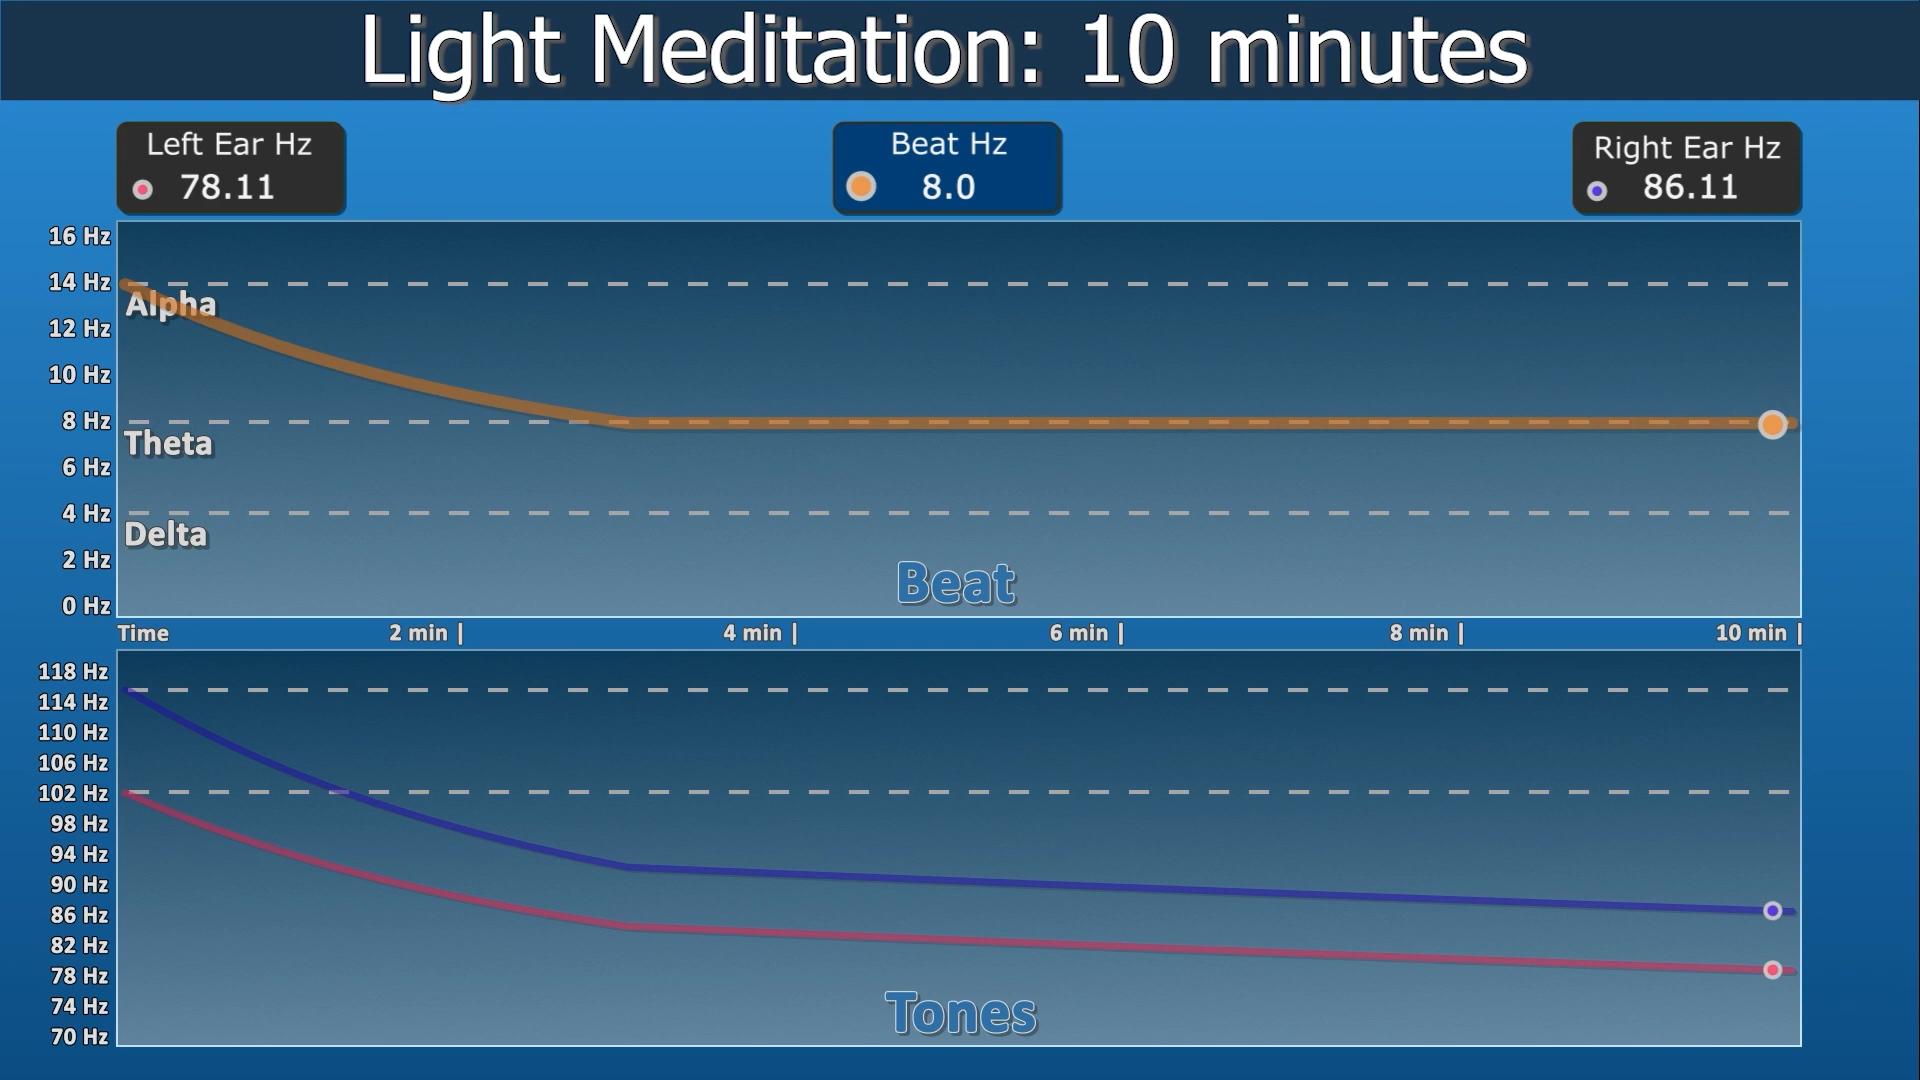 Light Meditation: 10 minutes
Left Ear Hz
78.11
Beat Hz
8.0
Right Ear Hz
86.11
16 Hz
14 Hz
Alpha
12 Hz
10 Hz
8 Hz
Theta
6 Hz
4 Hz
Delta
2 Hz
Beat
0 Hz
Time 2 min | 4 min | 6 min | 8 min | 10 min |
118 Hz
114 Hz
110 Hz
106 Hz
102 Hz
98 Hz
94 Hz
90 Hz
86 Hz
82 Hz
78 Hz
74 Hz
Tones
70 Hz